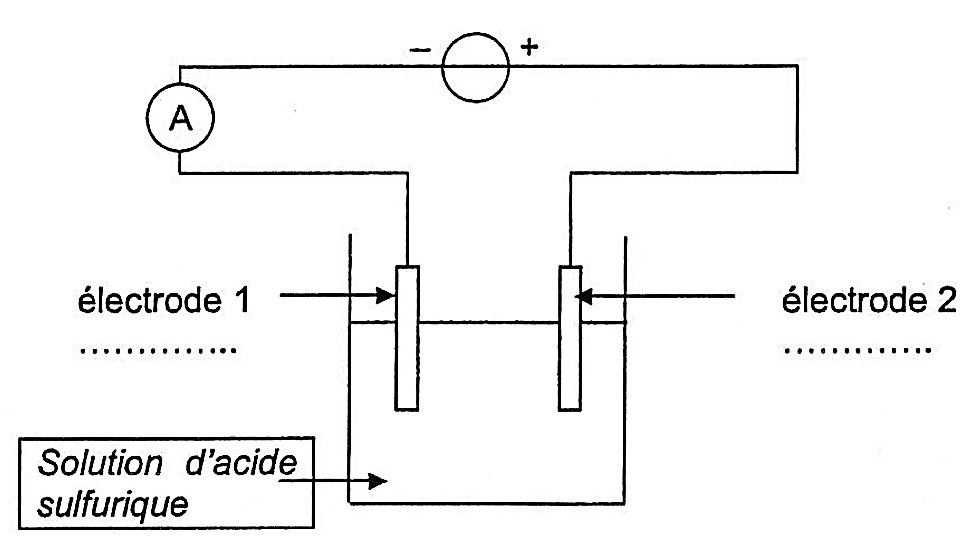 – +
A
électrode 1
..............
électrode 2
.............
Solution d'acide
sulfurique